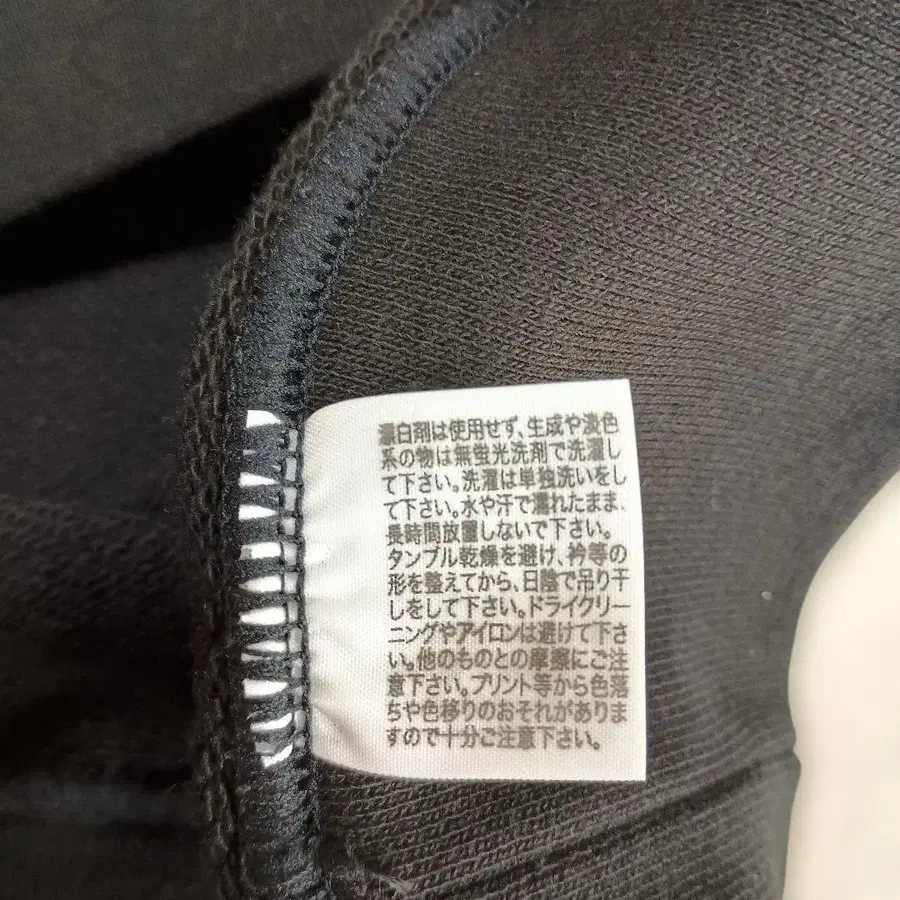 漂白剤は使用せず、生成や淡色
系の物は無蛍光洗剤で洗濯し
て下さい。洗濯は単独洗いをし
て下さい。水や汗で濡れたまま、
長時間放置しないで下さい。
タンブル乾燥を避け、衿等の
形を整えてから、日陰で吊り干
しをして下さい。ドライクリー
ニングやアイロンは避けて下さ
い。他のものとの摩擦にご注
意下さい。プリント等から色落
ちや色移りのおそれがありま
すので十分ご注意下さい。